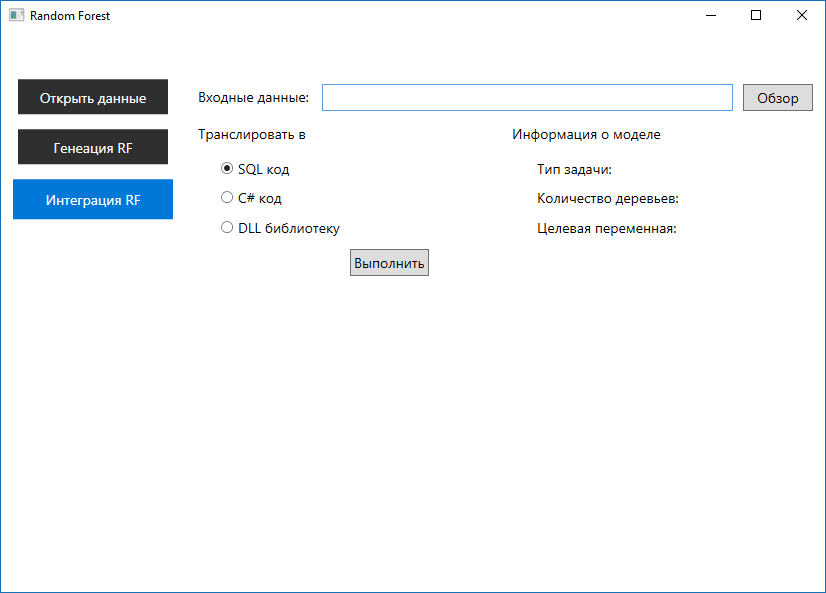 Random Forest
Открыть данные
Входные данные:
Обзор
Генеация RF
Транслировать в
Информация о моделе
Интеграция RF
SQL код
Тип задачи:
C# код
Количество деревьев:
DLL библиотеку
Целевая переменная:
Выполнить